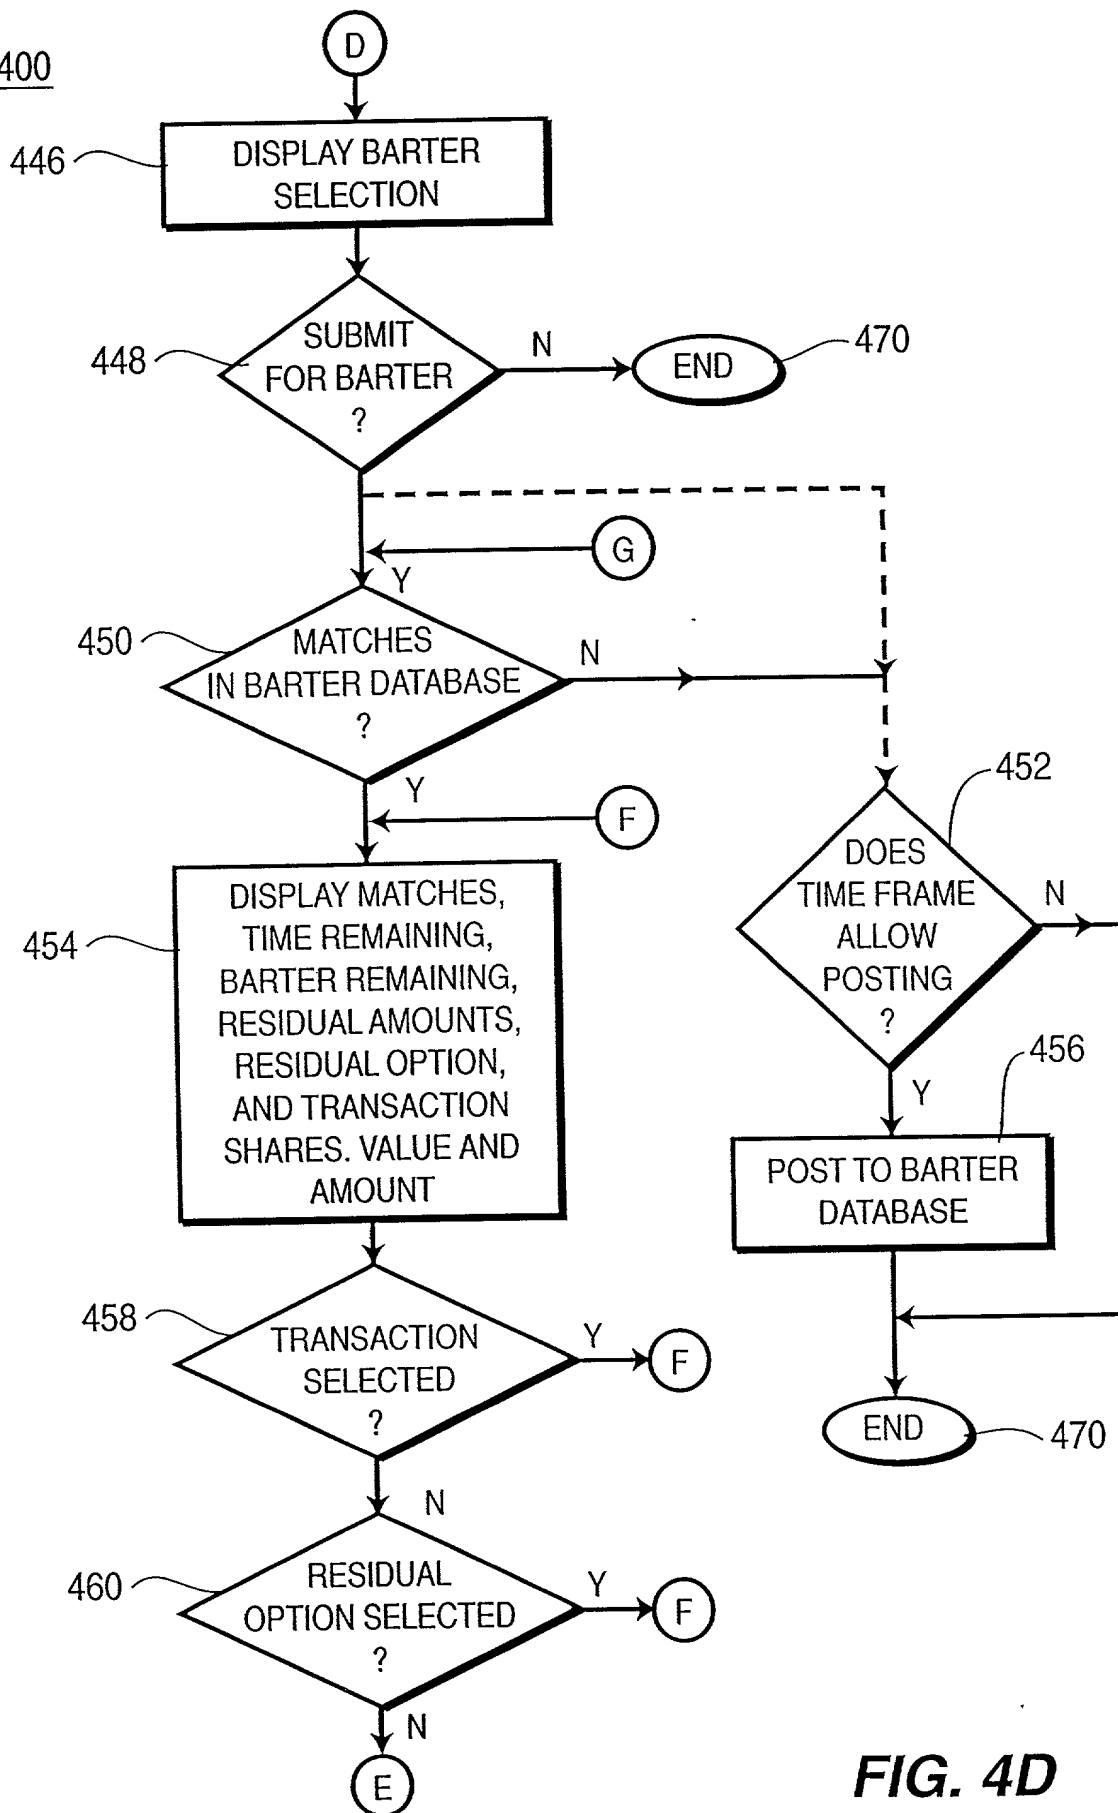 D
400
446
DISPLAY BARTER
SELECTION
448
SUBMIT
FOR BARTER
?
N
END
470
G
Y
450
MATCHES
IN BARTER DATABASE
?
N
Y
F
452
DOES
TIME FRAME
ALLOW
POSTING
?
N
Y
454
DISPLAY MATCHES,
TIME REMAINING,
BARTER REMAINING,
RESIDUAL AMOUNTS,
RESIDUAL OPTION,
AND TRANSACTION
SHARES. VALUE AND
AMOUNT
456
POST TO BARTER
DATABASE
458
TRANSACTION
SELECTED
?
Y
F
END
470
N
460
RESIDUAL
OPTION SELECTED
?
Y
F
N
E
FIG. 4D